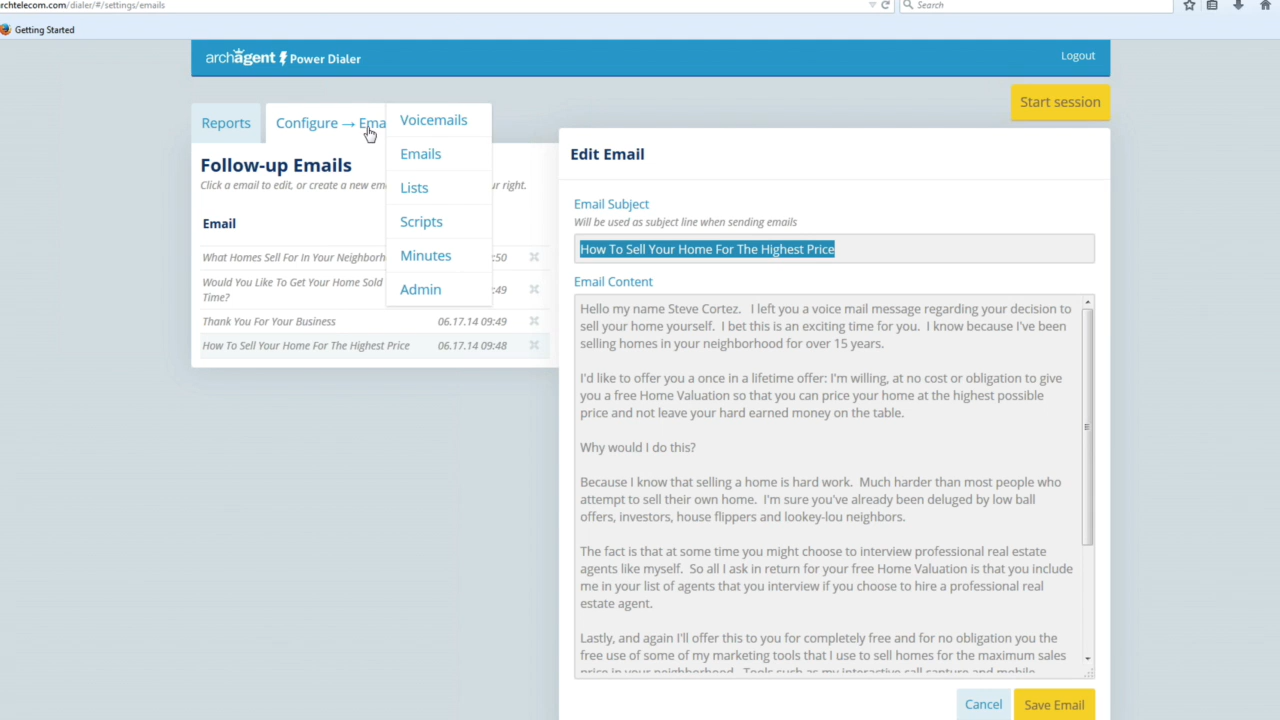 rchtelecom.com/dialer/#/settings/emails
Search
Getting Started
archagent Power Dialer
Logout
Start session
Reports
Configure → Ema
Voicemails
Emails
Lists
Scripts
Minutes
Admin
Follow-up Emails
Click a email to edit, or create a new em
ur right.
Email
What Homes Sell For In Your Neighborh
:50
Would You Like To Get Your Home Sold
Time?
:49
Thank You For Your Business 06.17.14 09:49
How To Sell Your Home For The Highest Price 06.17.14 09:48
Edit Email
Email Subject
Will be used as subject line when sending emails
How To Sell Your Home For The Highest Price
Email Content
Hello my name Steve Cortez. I left you a voice mail message regarding your decision to
sell your home yourself. I bet this is an exciting time for you. I know because I've been
selling homes in your neighborhood for over 15 years.
I'd like to offer you a once in a lifetime offer: I'm willing, at no cost or obligation to give
you a free Home Valuation so that you can price your home at the highest possible
price and not leave your hard earned money on the table.
Why would I do this?
Because I know that selling a home is hard work. Much harder than most people who
attempt to sell their own home. I'm sure you've already been deluged by low ball
offers, investors, house flippers and lookey-lou neighbors.
The fact is that at some time you might choose to interview professional real estate
agents like myself. So all I ask in return for your free Home Valuation is that you include
me in your list of agents that you interview if you choose to hire a professional real
estate agent.
Lastly, and again I'll offer this to you for completely free and for no obligation you the
free use of some of my marketing tools that I use to sell homes for the maximum sales
price in your neighborhood. Tools such as my interactive call capture and mobile
Cancel
Save Email